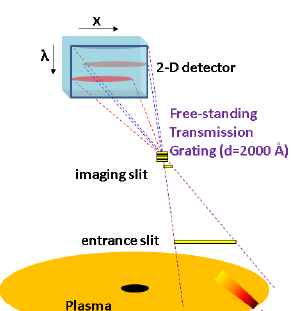 x
λ
2-D detector
Free-standing
Transmission
Grating (d=2000 Å)
imaging slit
entrance slit
Plasma